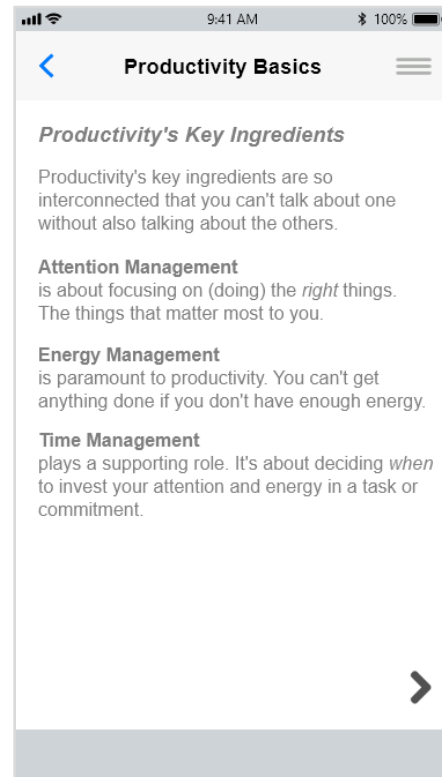 9:41 AM
100%
Productivity Basics
Productivity's Key Ingredients
Productivity's key ingredients are so
interconnected that you can't talk about one
without also talking about the others.
Attention Management
is about focusing on (doing) the right things.
The things that matter most to you.
Energy Management
is paramount to productivity. You can't get
anything done if you don't have enough energy.
Time Management
plays a supporting role. It's about deciding when
to invest your attention and energy in a task or
commitment.